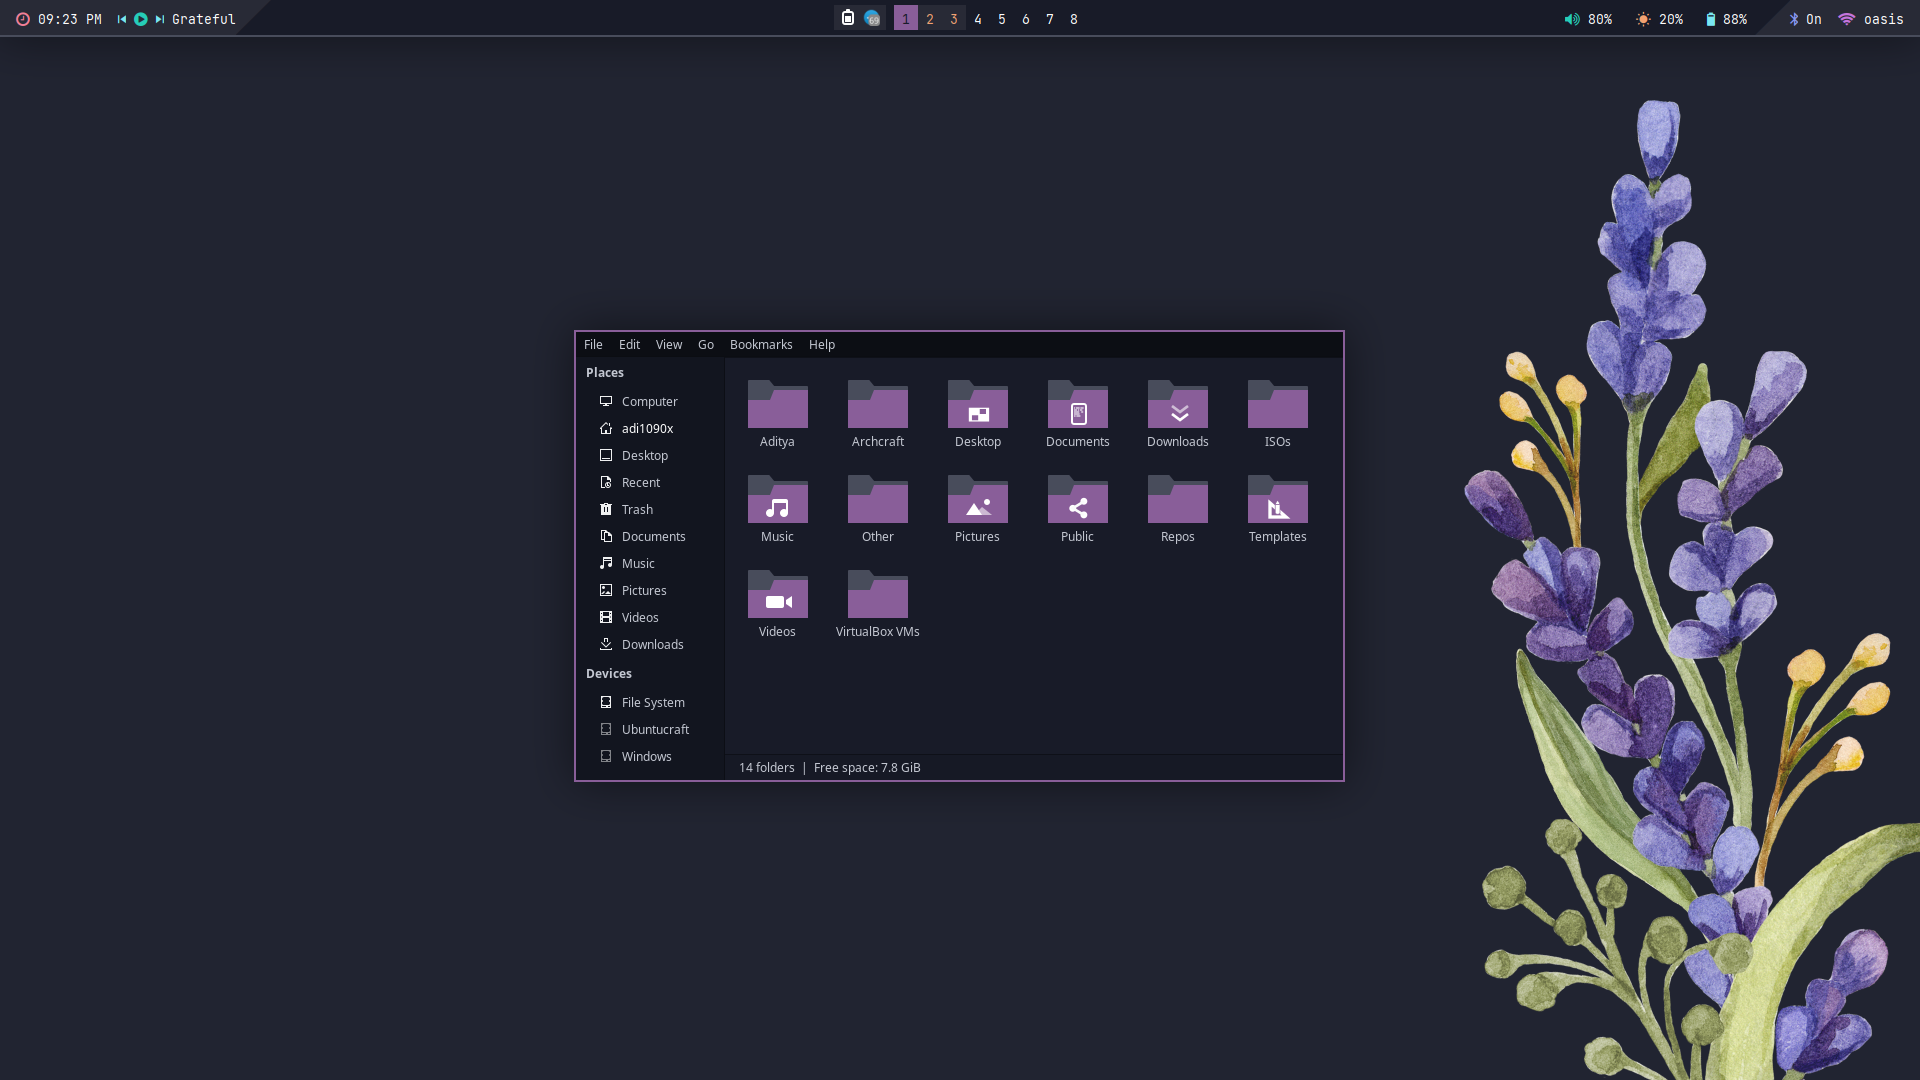 09:23 PM Grateful
69 1 2 3 4 5 6 7 8
80% 20% 88% On oasis
File Edit View Go Bookmarks Help
Places
Computer
adi1090x
Desktop
Recent
Trash
Documents
Music
Pictures
Videos
Downloads
Devices
File System
Ubuntucraft
Windows
Aditya Archcraft Desktop Documents Downloads ISOs
Music Other Pictures Public Repos Templates
Videos VirtualBox VMs
14 folders | Free space: 7.8 GiB